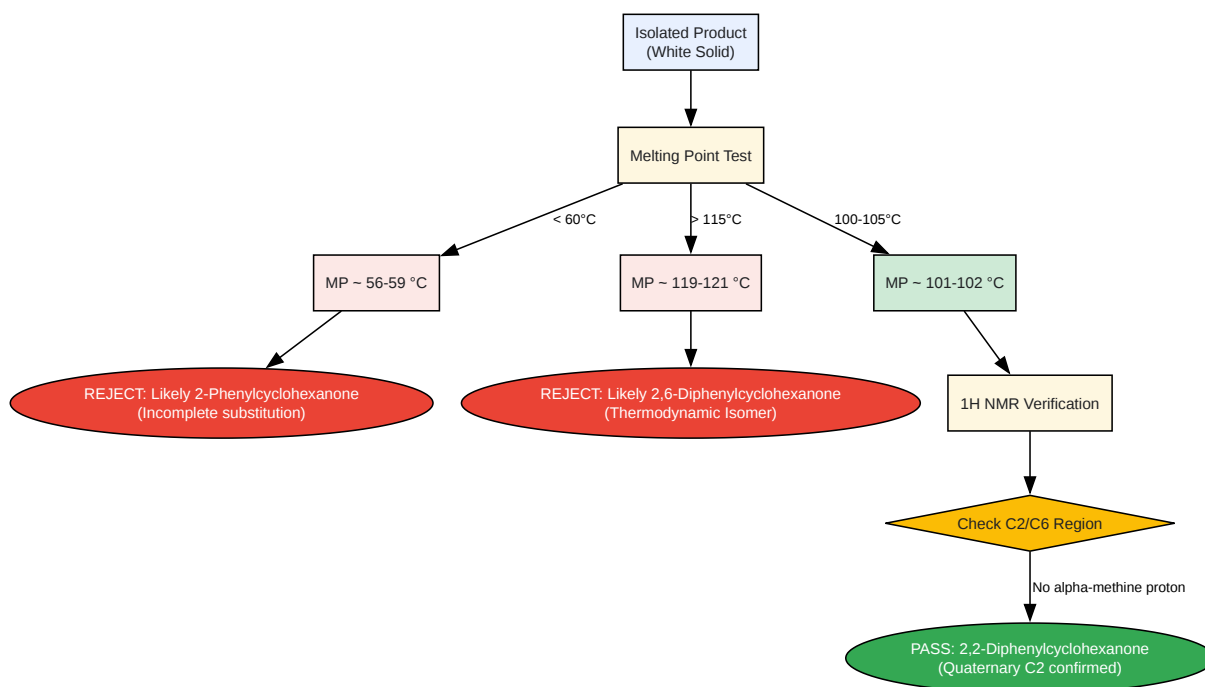 Isolated Product
(White Solid)
Melting Point Test
< 60°C
> 115°C
100-105°C
MP ~ 56-59 °C
MP ~ 119-121 °C
MP ~ 101-102 °C
REJECT: Likely 2-Phenylcyclohexanone
(Incomplete substitution)
REJECT: Likely 2,6-Diphenylcyclohexanone
(Thermodynamic Isomer)
1H NMR Verification
Check C2/C6 Region
No alpha-methine proton
PASS: 2,2-Diphenylcyclohexanone
(Quaternary C2 confirmed)